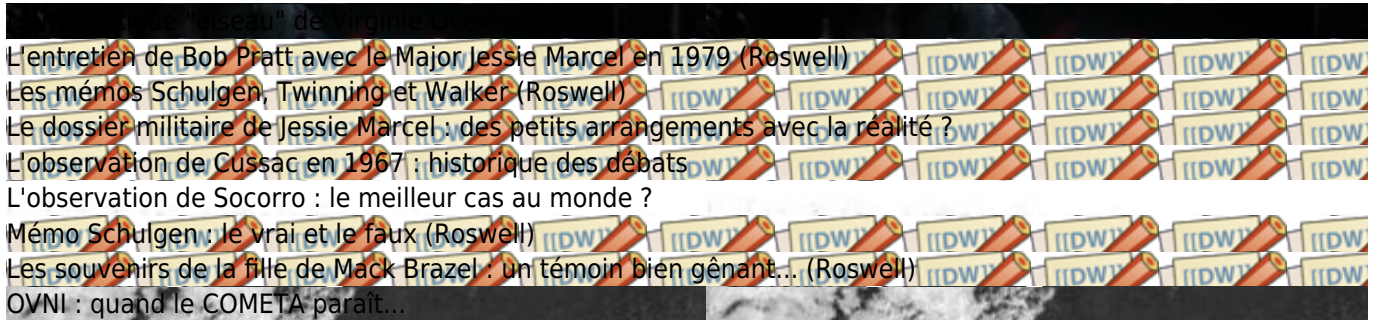 "oiseau" de Virginie
L'entretien de Bob Pratt avec le Major Jessie Marcel en 1979 (Roswell)
Les mémos Schulgen, Twinning et Walker (Roswell)
Le dossier militaire de Jessie Marcel : des petits arrangements avec la réalité ?
L'observation de Cussac en 1967 : historique des débats
L'observation de Socorro : le meilleur cas au monde ?
Mémo Schulgen : le vrai et le faux (Roswell)
Les souvenirs de la fille de Mack Brazel : un témoin bien gênant... (Roswell)
OVNI : quand le COMETA paraît...